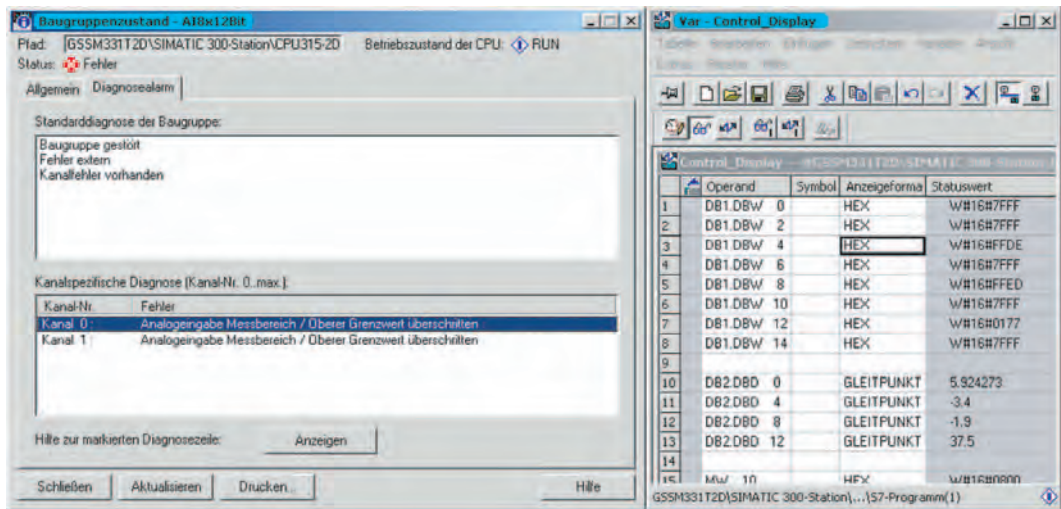 Baugruppenzustand - AI8x12Bit
Pfad: GSSM331T2D\SIMATIC 300-Station\CPU315-2D Betriebszustand der CPU: RUN
Status: Fehler
Allgemein Diagnosealarm
Standarddiagnose der Baugruppe:
Baugruppe gestört
Fehler extern
Kanalfehler vorhanden
Kanalspezifische Diagnose (Kanal-Nr. 0..max.):
Kanal-Nr. Fehler
Kanal 0 : Analogeingabe Messbereich / Oberer Grenzwert überschritten
Kanal 1 : Analogeingabe Messbereich / Oberer Grenzwert überschritten
Hilfe zur markierten Diagnosezeile: Anzeigen
Schließen Aktualisieren Drucken... Hilfe
Var - Control_Display
Control_Display
Operand Symbol Anzeigeforma Statuswert
1 DB1.DBW 0 HEX W#16#7FFF
2 DB1.DBW 2 HEX W#16#7FFF
3 DB1.DBW 4 HEX W#16#FFDE
4 DB1.DBW 6 HEX W#16#7FFF
5 DB1.DBW 8 HEX W#16#FFED
6 DB1.DBW 10 HEX W#16#7FFF
7 DB1.DBW 12 HEX W#16#0177
8 DB1.DBW 14 HEX W#16#7FFF
9
10 DB2.DBD 0 GLEITPUNKT 5.924273
11 DB2.DBD 4 GLEITPUNKT -3.4
12 DB2.DBD 8 GLEITPUNKT -1.9
13 DB2.DBD 12 GLEITPUNKT 37.5
14
15 MW 10 HEX W#16#0800
GSSM331T2D\SIMATIC 300-Station\...\S7-Programm(1)